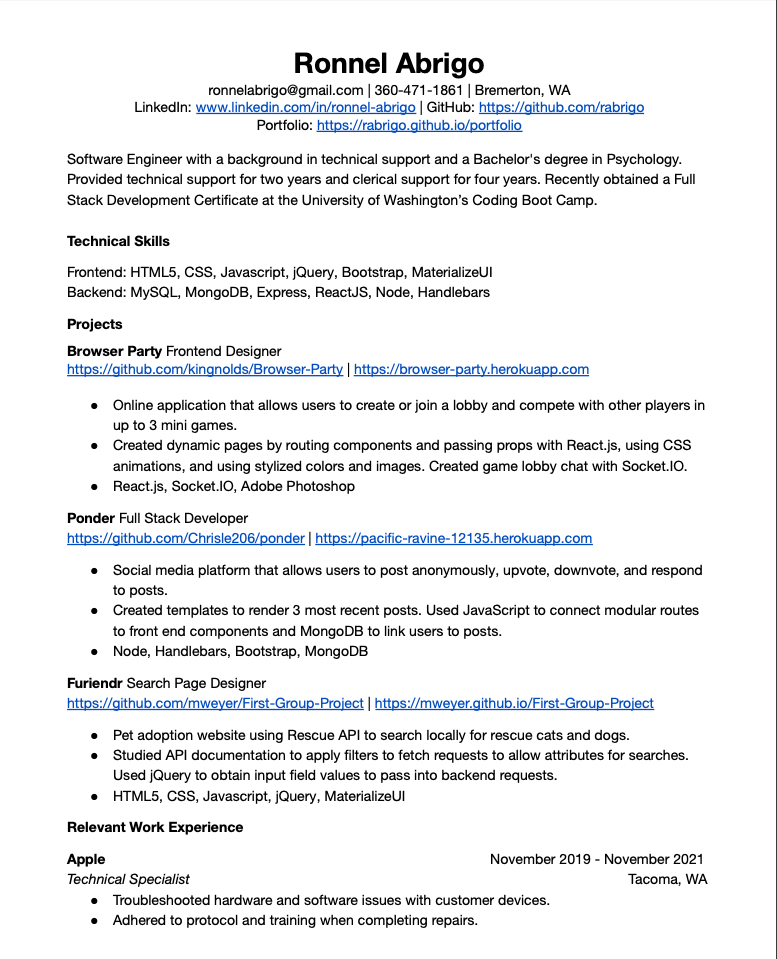 Ronnel Abrigo
ronnelabrigo@gmail.com | 360-471-1861 | Bremerton, WA
LinkedIn: www.linkedin.com/in/ronnel-abrigo | GitHub: https://github.com/rabrigo
Portfolio: https://rabrigo.github.io/portfolio
Software Engineer with a background in technical support and a Bachelor's degree in Psychology.
Provided technical support for two years and clerical support for four years. Recently obtained a Full
Stack Development Certificate at the University of Washington’s Coding Boot Camp.
Technical Skills
Frontend: HTML5, CSS, Javascript, jQuery, Bootstrap, MaterializeUI
Backend: MySQL, MongoDB, Express, ReactJS, Node, Handlebars
Projects
Browser Party Frontend Designer
https://github.com/kingnolds/Browser-Party | https://browser-party.herokuapp.com
● Online application that allows users to create or join a lobby and compete with other players in
up to 3 mini games.
● Created dynamic pages by routing components and passing props with React.js, using CSS
animations, and using stylized colors and images. Created game lobby chat with Socket.IO.
● React.js, Socket.IO, Adobe Photoshop
Ponder Full Stack Developer
https://github.com/Chrisle206/ponder | https://pacific-ravine-12135.herokuapp.com
● Social media platform that allows users to post anonymously, upvote, downvote, and respond
to posts.
● Created templates to render 3 most recent posts. Used JavaScript to connect modular routes
to front end components and MongoDB to link users to posts.
● Node, Handlebars, Bootstrap, MongoDB
Furiendr Search Page Designer
https://github.com/mweyer/First-Group-Project | https://mweyer.github.io/First-Group-Project
● Pet adoption website using Rescue API to search locally for rescue cats and dogs.
● Studied API documentation to apply filters to fetch requests to allow attributes for searches.
Used jQuery to obtain input field values to pass into backend requests.
● HTML5, CSS, Javascript, jQuery, MaterializeUI
Relevant Work Experience
Apple November 2019 - November 2021
Technical Specialist Tacoma, WA
● Troubleshooted hardware and software issues with customer devices.
● Adhered to protocol and training when completing repairs.